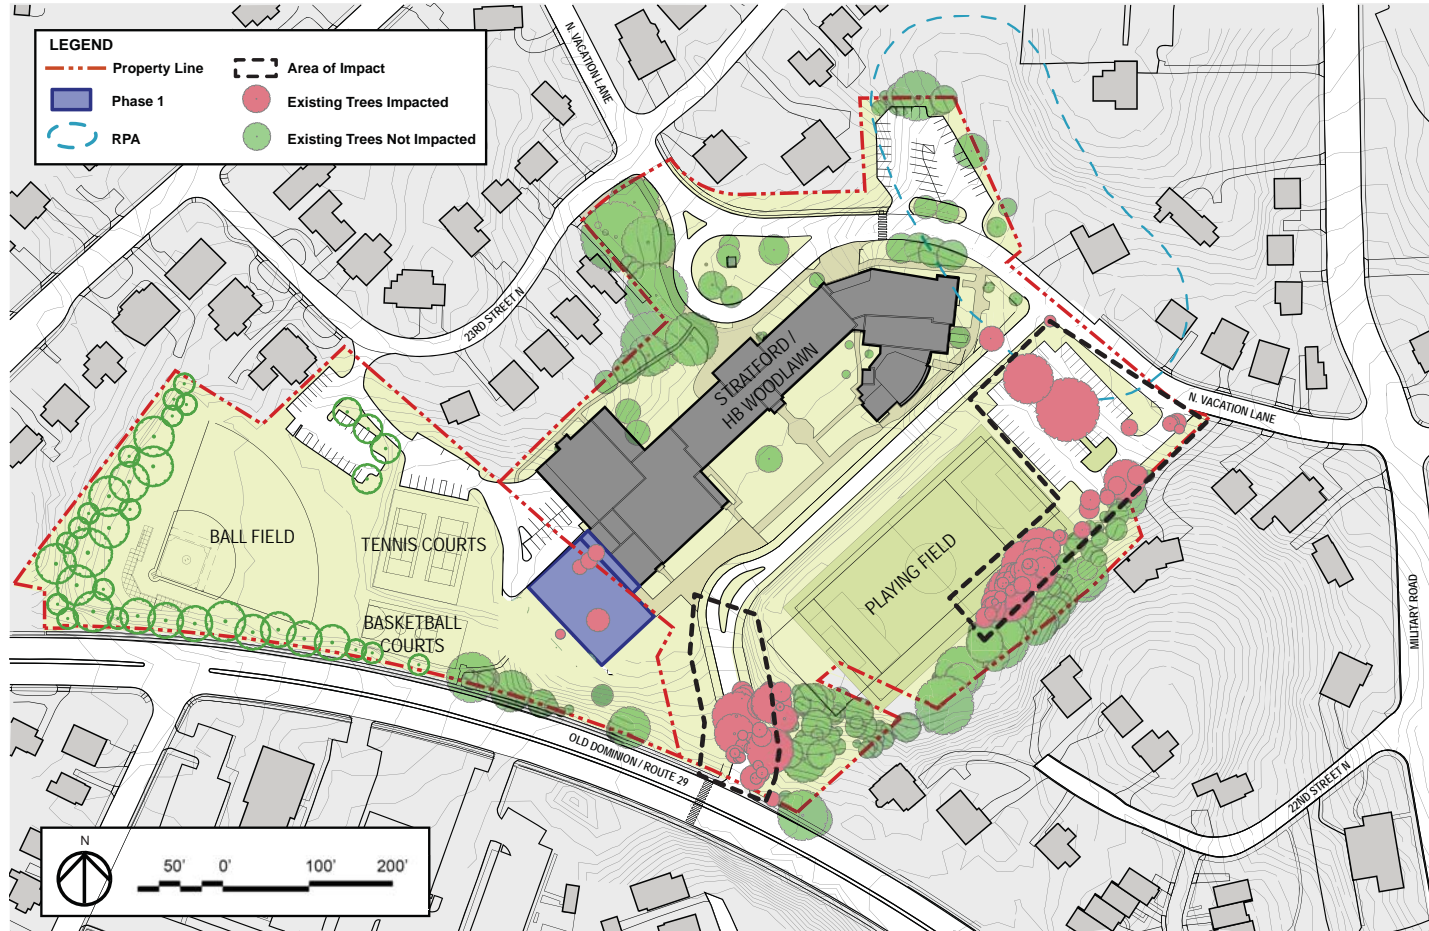 LEGEND
Property Line
Area of Impact
Phase 1
Existing Trees Impacted
RPA
Existing Trees Not Impacted
N. VACATION LANE
23RD STREET N
STRATFORD /
HB WOODLAWN
N. VACATION LANE
BALL FIELD
TENNIS COURTS
PLAYING FIELD
BASKETBALL
COURTS
MILITARY ROAD
OLD DOMINION / ROUTE 29
22ND STREET N
N
50' 0' 100' 200'